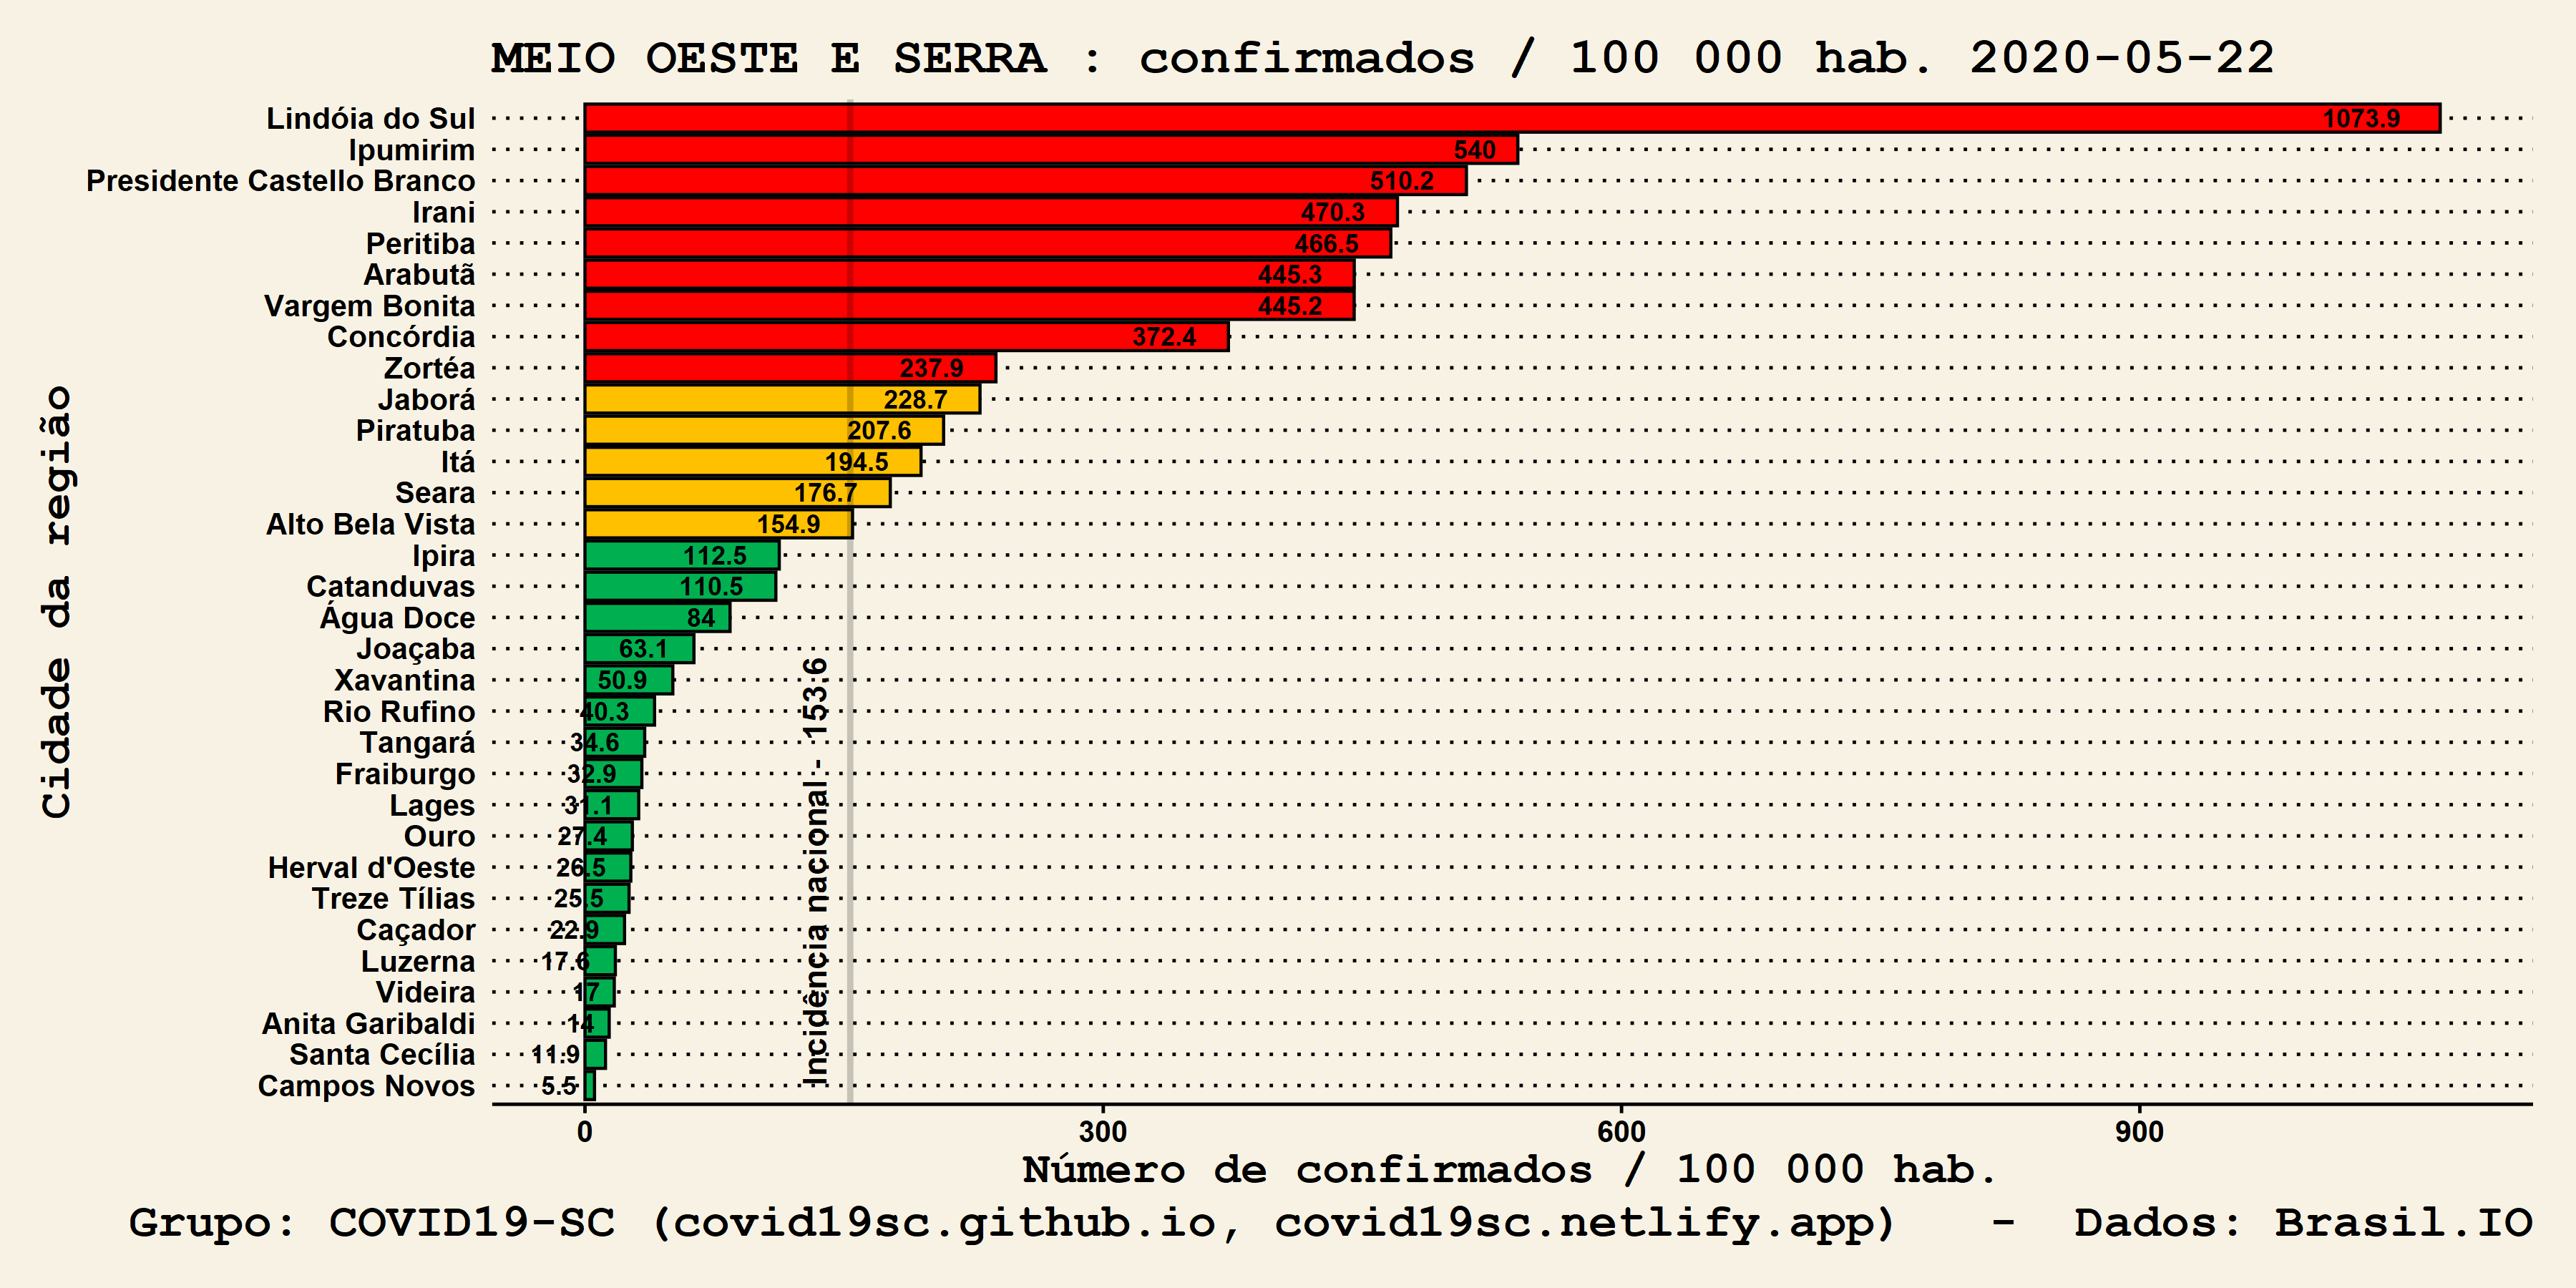 MEIO OESTE E SERRA : confirmados / 100 000 hab. 2020-05-22
Cidade da região
Lindóia do Sul 1073.9
Ipumirim 540
Presidente Castello Branco 510.2
Irani 470.3
Peritiba 466.5
Arabutã 445.3
Vargem Bonita 445.2
Concórdia 372.4
Zortéa 237.9
Jaborá 228.7
Piratuba 207.6
Itá 194.5
Seara 176.7
Alto Bela Vista 154.9
Ipira 112.5
Catanduvas 110.5
Água Doce 84
Joaçaba 63.1
Xavantina 50.9
Rio Rufino 40.3
Tangará 34.6
Fraiburgo 32.9
Lages 31.1
Ouro 27.4
Herval d'Oeste 26.5
Treze Tílias 25.5
Caçador 22.9
Luzerna 17.6
Videira 17
Anita Garibaldi 14
Santa Cecília 11.9
Campos Novos 5.5
Incidência nacional - 153.6
0 300 600 900
Número de confirmados / 100 000 hab.
Grupo: COVID19-SC (covid19sc.github.io, covid19sc.netlify.app) - Dados: Brasil.IO